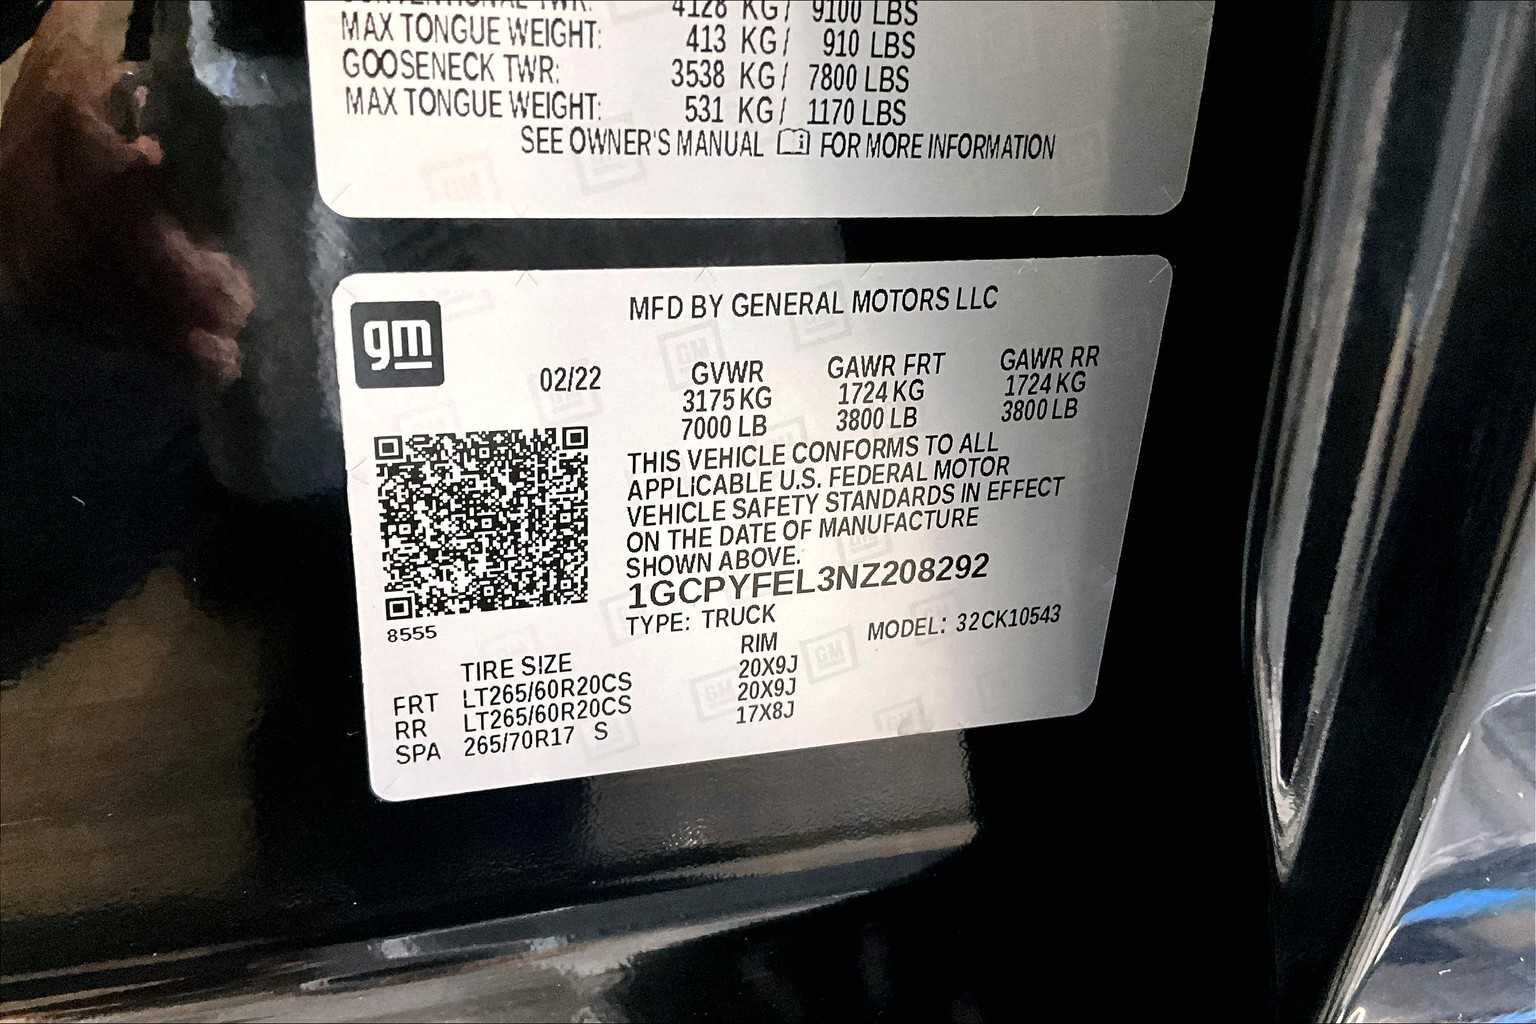 CONVENTIONAL TWR: 4128 KG/ 9100 LBS
MAX TONGUE WEIGHT: 413 KG/ 910 LBS
GOOSENECK TWR: 3538 KG/ 7800 LBS
MAX TONGUE WEIGHT: 531 KG/ 1170 LBS
SEE OWNER'S MANUAL FOR MORE INFORMATION
gm
MFD BY GENERAL MOTORS LLC
02/22
GVWR GAWR FRT GAWR RR
3175 KG 1724 KG 1724 KG
7000 LB 3800 LB 3800 LB
THIS VEHICLE CONFORMS TO ALL
APPLICABLE U.S. FEDERAL MOTOR
VEHICLE SAFETY STANDARDS IN EFFECT
ON THE DATE OF MANUFACTURE
SHOWN ABOVE.
1GCPYFEL3NZ208292
TYPE: TRUCK MODEL: 32CK10543
8555
TIRE SIZE RIM
FRT LT265/60R20CS 20X9J
RR LT265/60R20CS 20X9J
SPA 265/70R17 S 17X8J